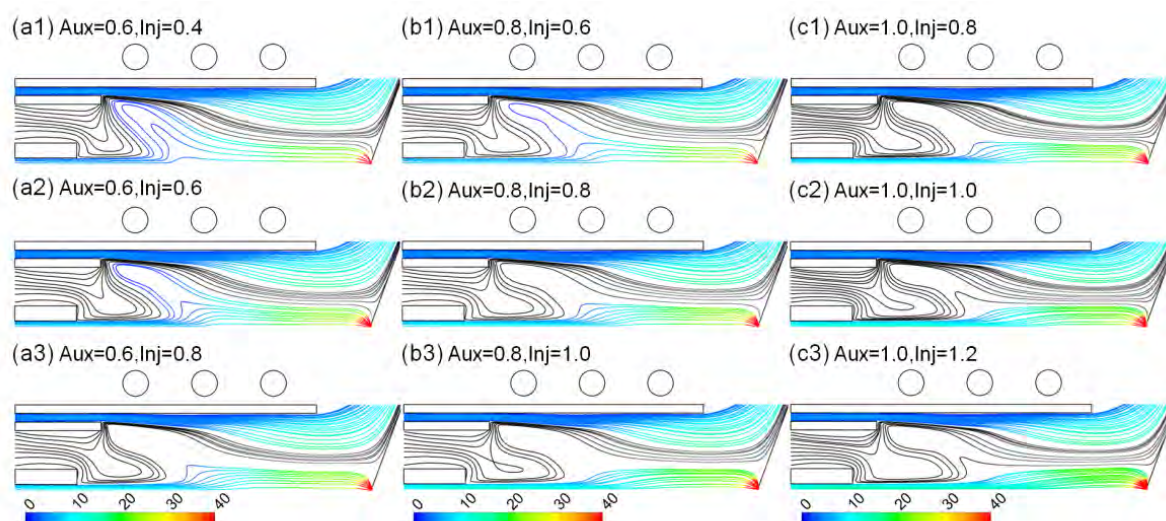 (a1) Aux=0.6,Inj=0.4
(b1) Aux=0.8,Inj=0.6
(c1) Aux=1.0,Inj=0.8
(a2) Aux=0.6,Inj=0.6
(b2) Aux=0.8,Inj=0.8
(c2) Aux=1.0,Inj=1.0
(a3) Aux=0.6,Inj=0.8
(b3) Aux=0.8,Inj=1.0
(c3) Aux=1.0,Inj=1.2
0 10 20 30 40
0 10 20 30 40
0 10 20 30 40